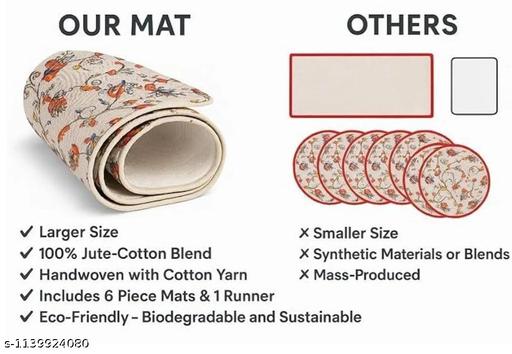 OUR MAT
OTHERS
✓ Larger Size
✓ 100% Jute-Cotton Blend
✓ Handwoven with Cotton Yarn
✓ Includes 6 Piece Mats & 1 Runner
✓ Eco-Friendly - Biodegradable and Sustainable
✗ Smaller Size
✗ Synthetic Materials or Blends
✗ Mass-Produced
s-1139924080